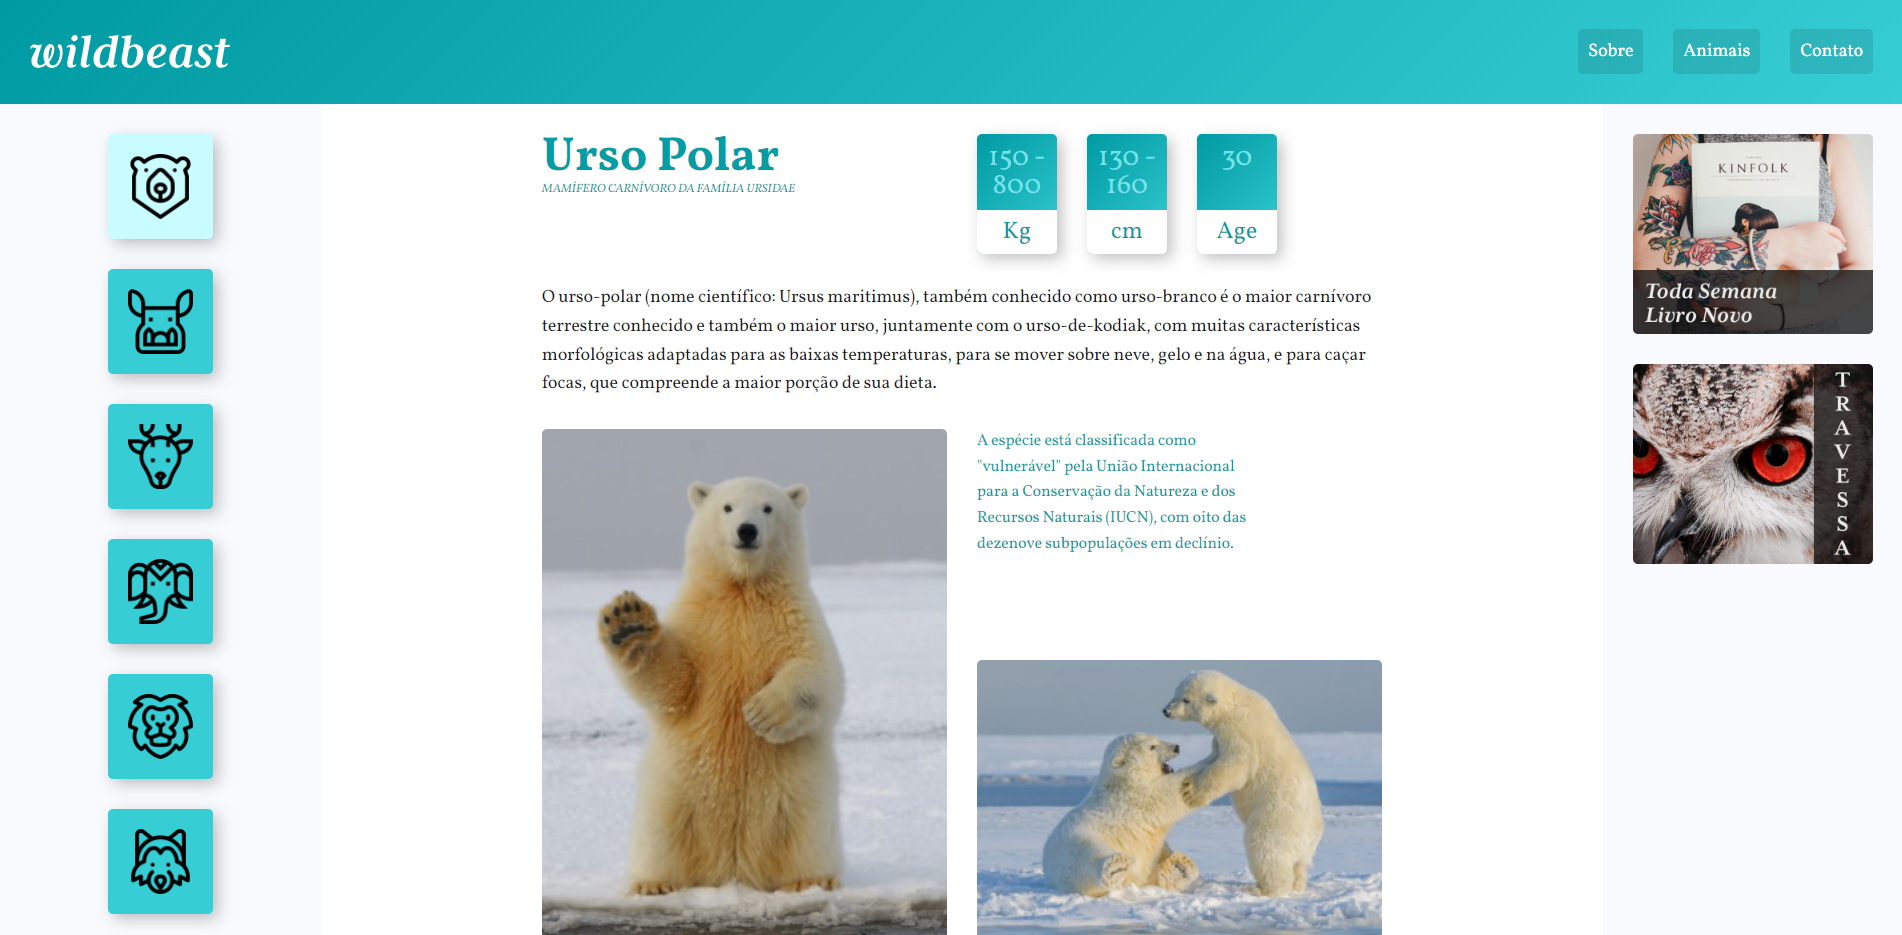 wildbeast
Sobre
Animais
Contato
Urso Polar
MAMÍFERO CARNÍVORO DA FAMÍLIA URSIDAE
150 -
800
Kg
130 -
160
cm
30
Age
O urso-polar (nome científico: Ursus maritimus), também conhecido como urso-branco é o maior carnívoro
terrestre conhecido e também o maior urso, juntamente com o urso-de-kodiak, com muitas características
morfológicas adaptadas para as baixas temperaturas, para se mover sobre neve, gelo e na água, e para caçar
focas, que compreende a maior porção de sua dieta.
A espécie está classificada como
"vulnerável" pela União Internacional
para a Conservação da Natureza e dos
Recursos Naturais (IUCN), com oito das
dezenove subpopulações em declínio.
KINFOLK
Toda Semana
Livro Novo
TRAVESSA